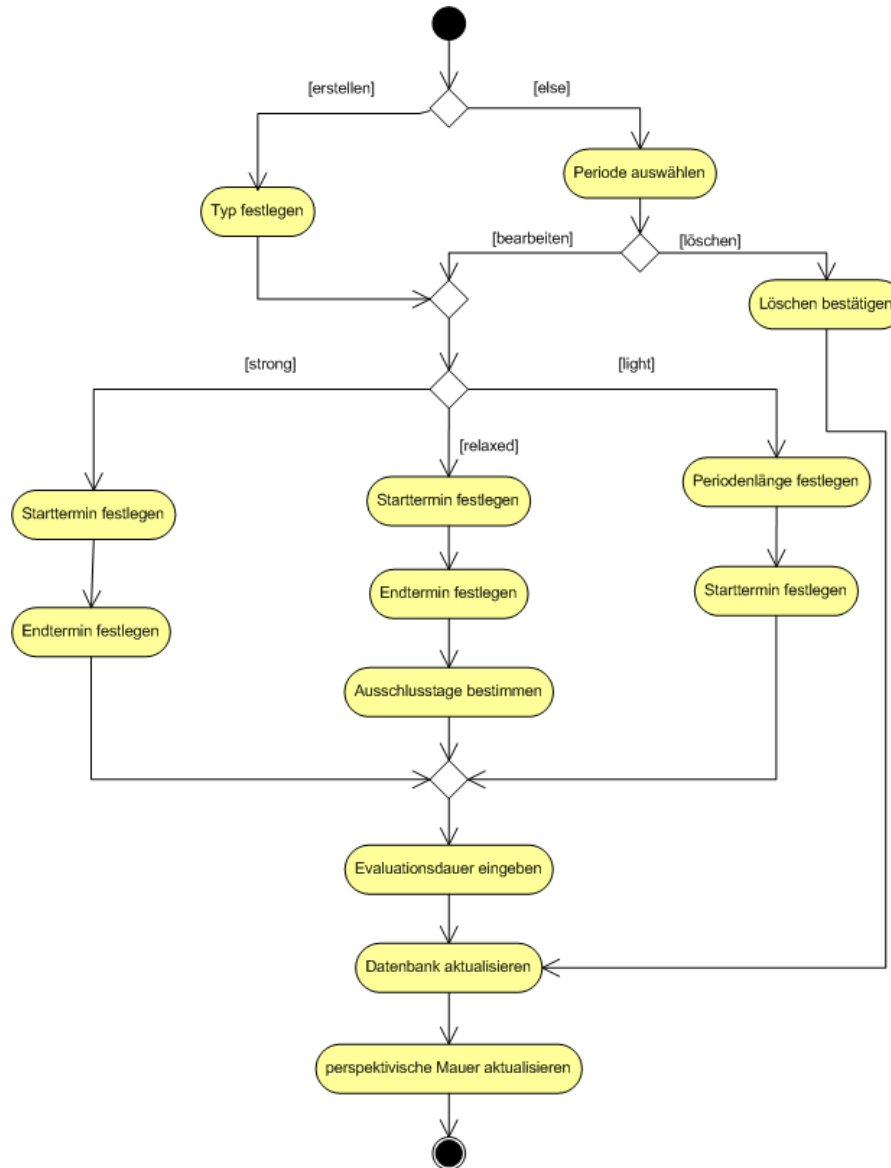 [erstellen]
[else]
Periode auswählen
Typ festlegen
[bearbeiten]
[löschen]
Löschen bestätigen
[strong]
[light]
[relaxed]
Starttermin festlegen
Starttermin festlegen
Periodenlänge festlegen
Endtermin festlegen
Endtermin festlegen
Starttermin festlegen
Ausschlusstage bestimmen
Evaluationsdauer eingeben
Datenbank aktualisieren
perspektivische Mauer aktualisieren